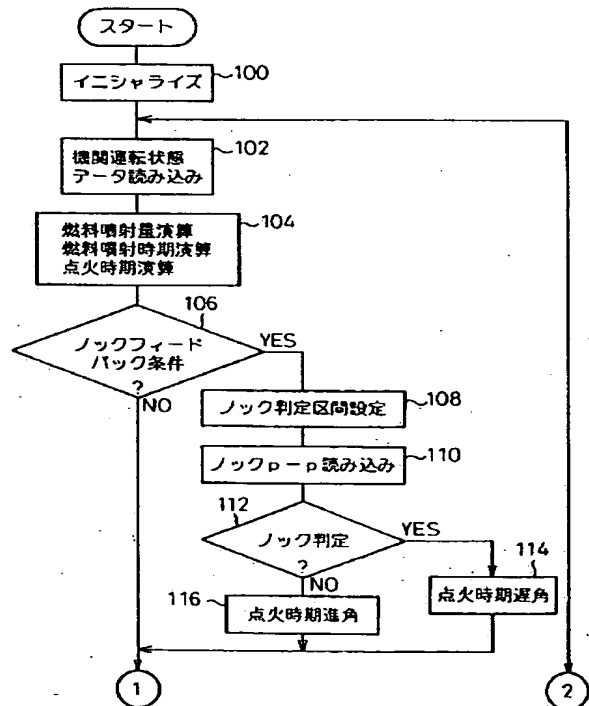 スタート
イニシャライズ
100
機関運転状態
データ読み込み
102
燃料噴射量演算
燃料噴射時期演算
点火時期演算
104
ノックフィード
バック条件
?
106
YES
NO
ノック判定区間設定
108
ノックp-p読み込み
110
112
ノック判定
?
YES
NO
114
点火時期遅角
116
点火時期進角
1
2